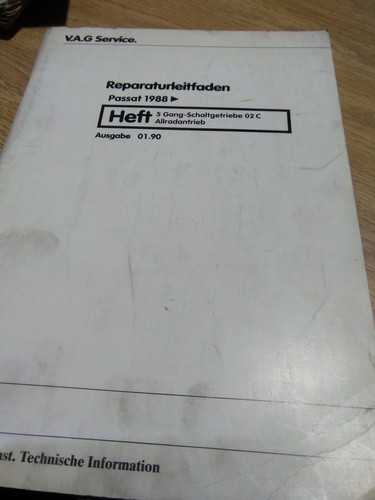 V.A.G Service.
Reparaturleitfaden
Passat 1988 ►
Heft 5 Gang-Schaltgetriebe 02 C
Allradantrieb
Ausgabe 01.90
Technische Information